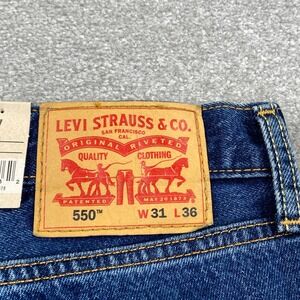 LEVI STRAUSS & CO.
SAN FRANCISCO
CAL.
ORIGINAL RIVETED
QUALITY CLOTHING
PATENTED MAY 20 1873
550™ W 31 L 36